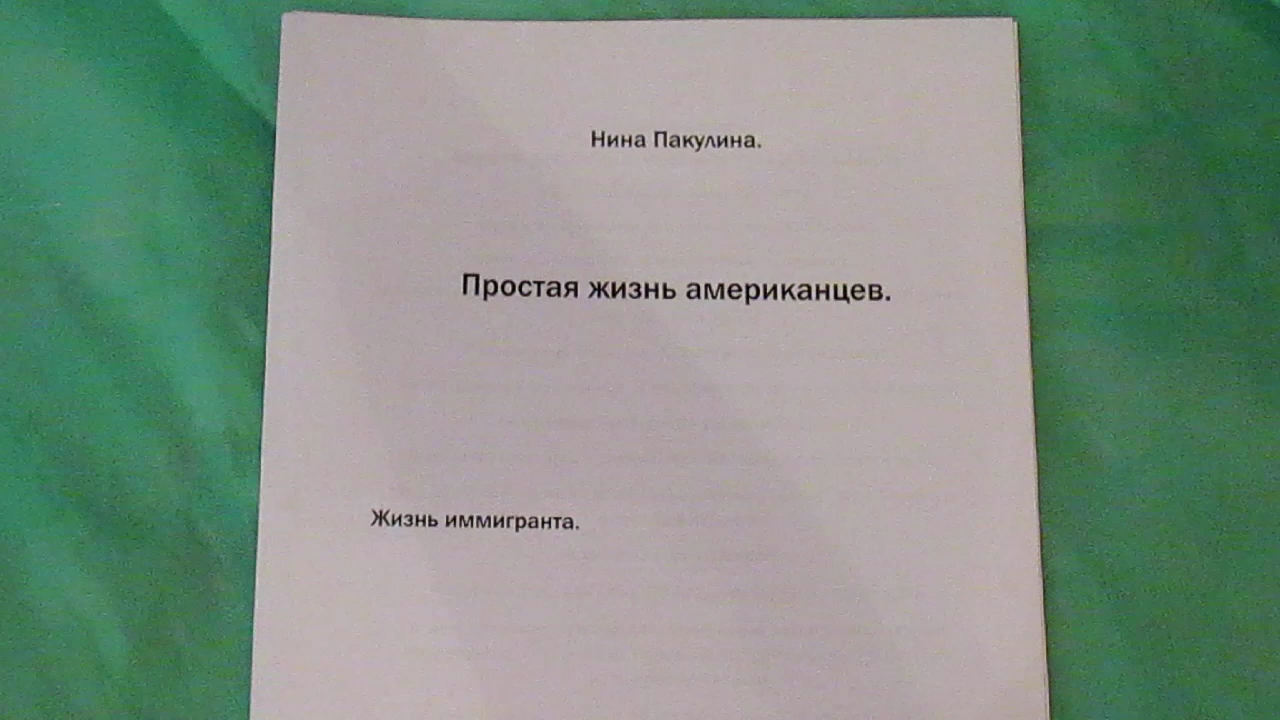 Нина Пакулина.
Простая жизнь американцев.
Жизнь иммигранта.